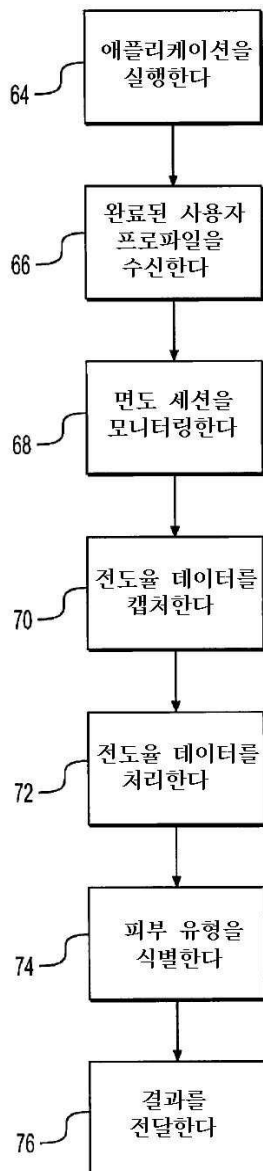 애플리케이션을
실행한다
64
완료된 사용자
프로파일을
수신한다
66
면도 세션을
모니터링한다
68
전도율 데이터를
캡처한다
70
전도율 데이터를
처리한다
72
피부 유형을
식별한다
74
결과를
전달한다
76